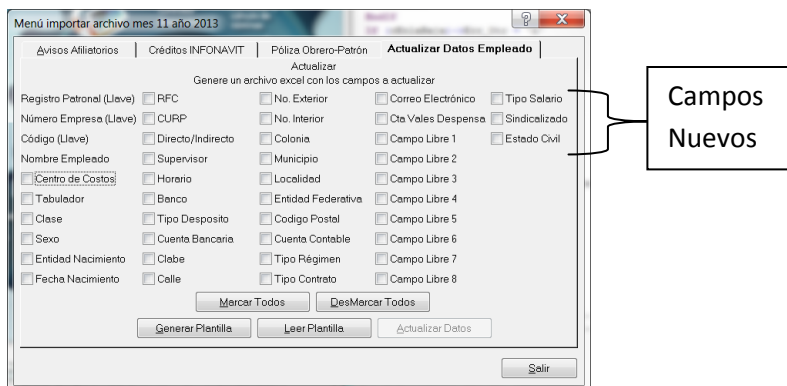 Menú importar archivo mes 11 año 2013
Avisos Afiliatorios Créditos INFONAVIT Póliza Obrero-Patrón Actualizar Datos Empleado
Actualizar
Genere un archivo excel con los campos a actualizar
Registro Patronal (Llave) RFC No. Exterior Correo Electrónico Tipo Salario
Número Empresa (Llave) CURP No. Interior Cta Vales Despensa Sindicalizado
Código (Llave) Directo/Indirecto Colonia Campo Libre 1 Estado Civil
Nombre Empleado Supervisor Municipio Campo Libre 2
Centro de Costos Horario Localidad Campo Libre 3
Tabulador Banco Entidad Federativa Campo Libre 4
Clase Tipo Desposito Codigo Postal Campo Libre 5
Sexo Cuenta Bancaria Cuenta Contable Campo Libre 6
Entidad Nacimiento Clabe Tipo Régimen Campo Libre 7
Fecha Nacimiento Calle Tipo Contrato Campo Libre 8
Marcar Todos DesMarcar Todos
Generar Plantilla Leer Plantilla Actualizar Datos
Salir
Campos
Nuevos